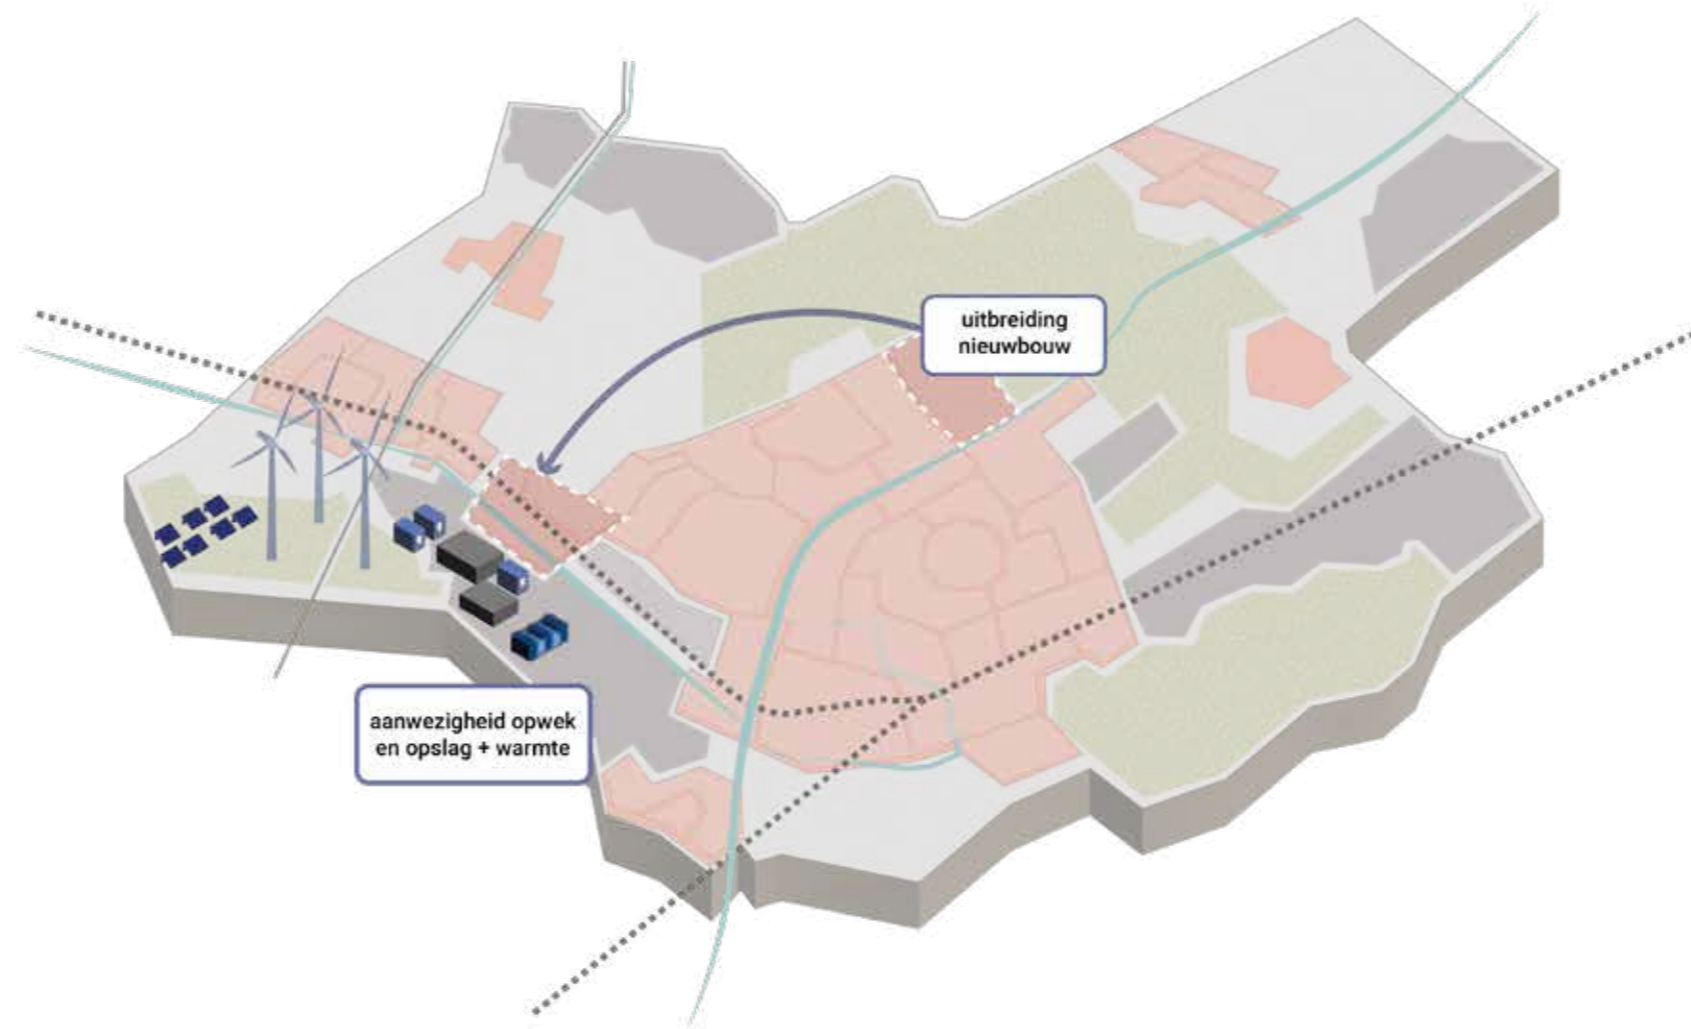 uitbreiding
nieuwbouw
aanwezigheid opwek
en opslag + warmte